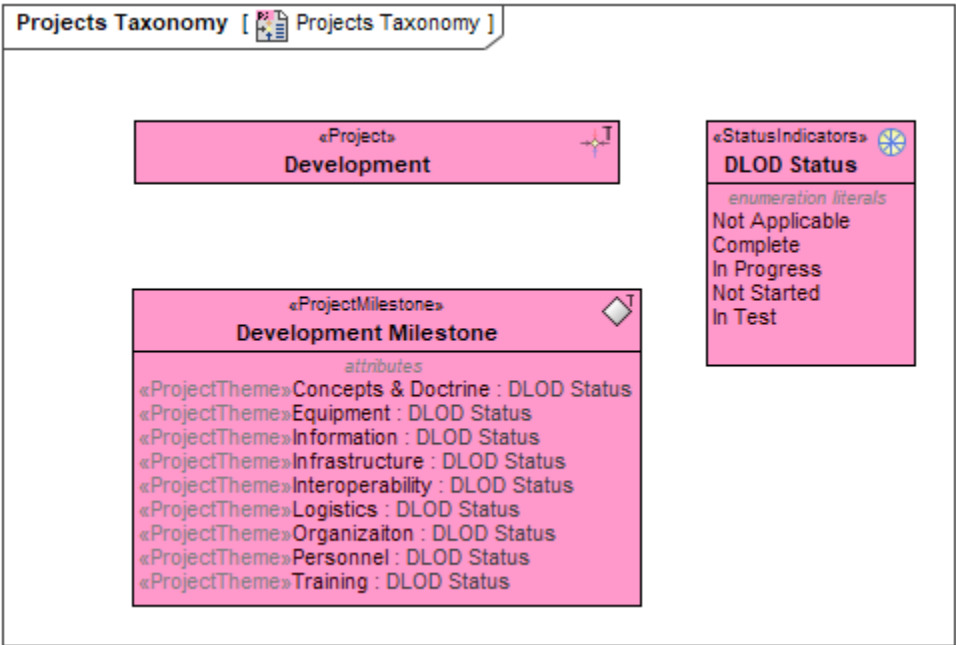 Projects Taxonomy [ Projects Taxonomy ]
«Project»
Development
«StatusIndicators»
DLOD Status
enumeration literals
Not Applicable
Complete
In Progress
Not Started
In Test
«ProjectMilestone»
Development Milestone
attributes
«ProjectTheme»Concepts & Doctrine : DLOD Status
«ProjectTheme»Equipment : DLOD Status
«ProjectTheme»Information : DLOD Status
«ProjectTheme»Infrastructure : DLOD Status
«ProjectTheme»Interoperability : DLOD Status
«ProjectTheme»Logistics : DLOD Status
«ProjectTheme»Organizaiton : DLOD Status
«ProjectTheme»Personnel : DLOD Status
«ProjectTheme»Training : DLOD Status